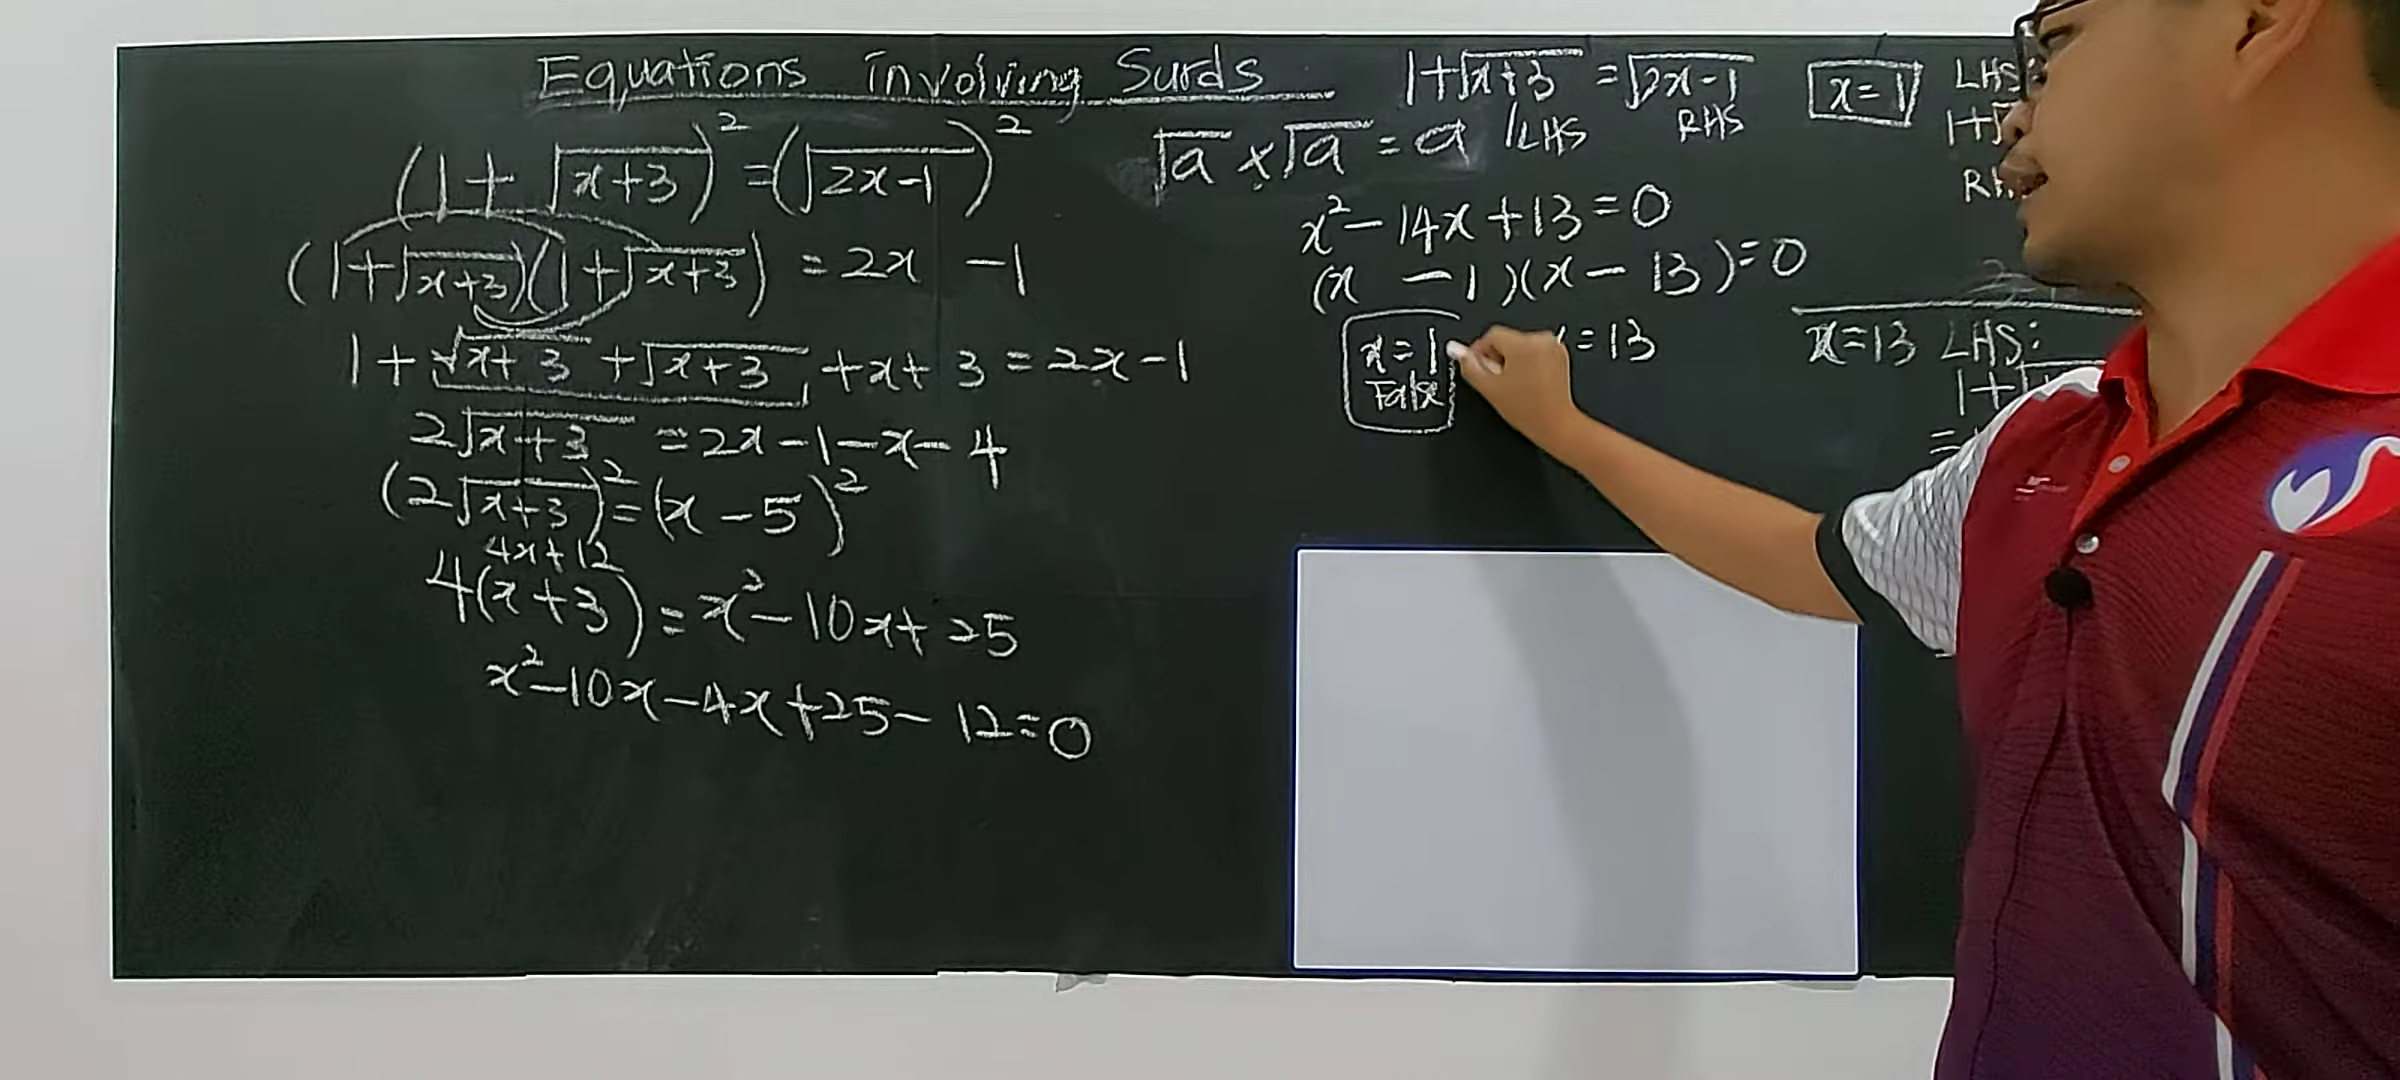 Equations involving Surds
(1 + √(x+3))² = (√(2x-1))²
(1+√(x+3))(1+√(x+3)) = 2x - 1
1 + √(x+3) + √(x+3) + x + 3 = 2x - 1
2√(x+3) = 2x - 1 - x - 4
(2√(x+3))² = (x - 5)²
4x + 12
4(x + 3) = x² - 10x + 25
x² - 10x - 4x + 25 - 12 = 0
1 + √(x+3) = √(2x-1)
LHS RHS
√a × √a = a
x² - 14x + 13 = 0
(x - 1)(x - 13) = 0
x = 1
False
= 13
x = 1
LHS:
1+√
x = 13 LHS:
1+√
=